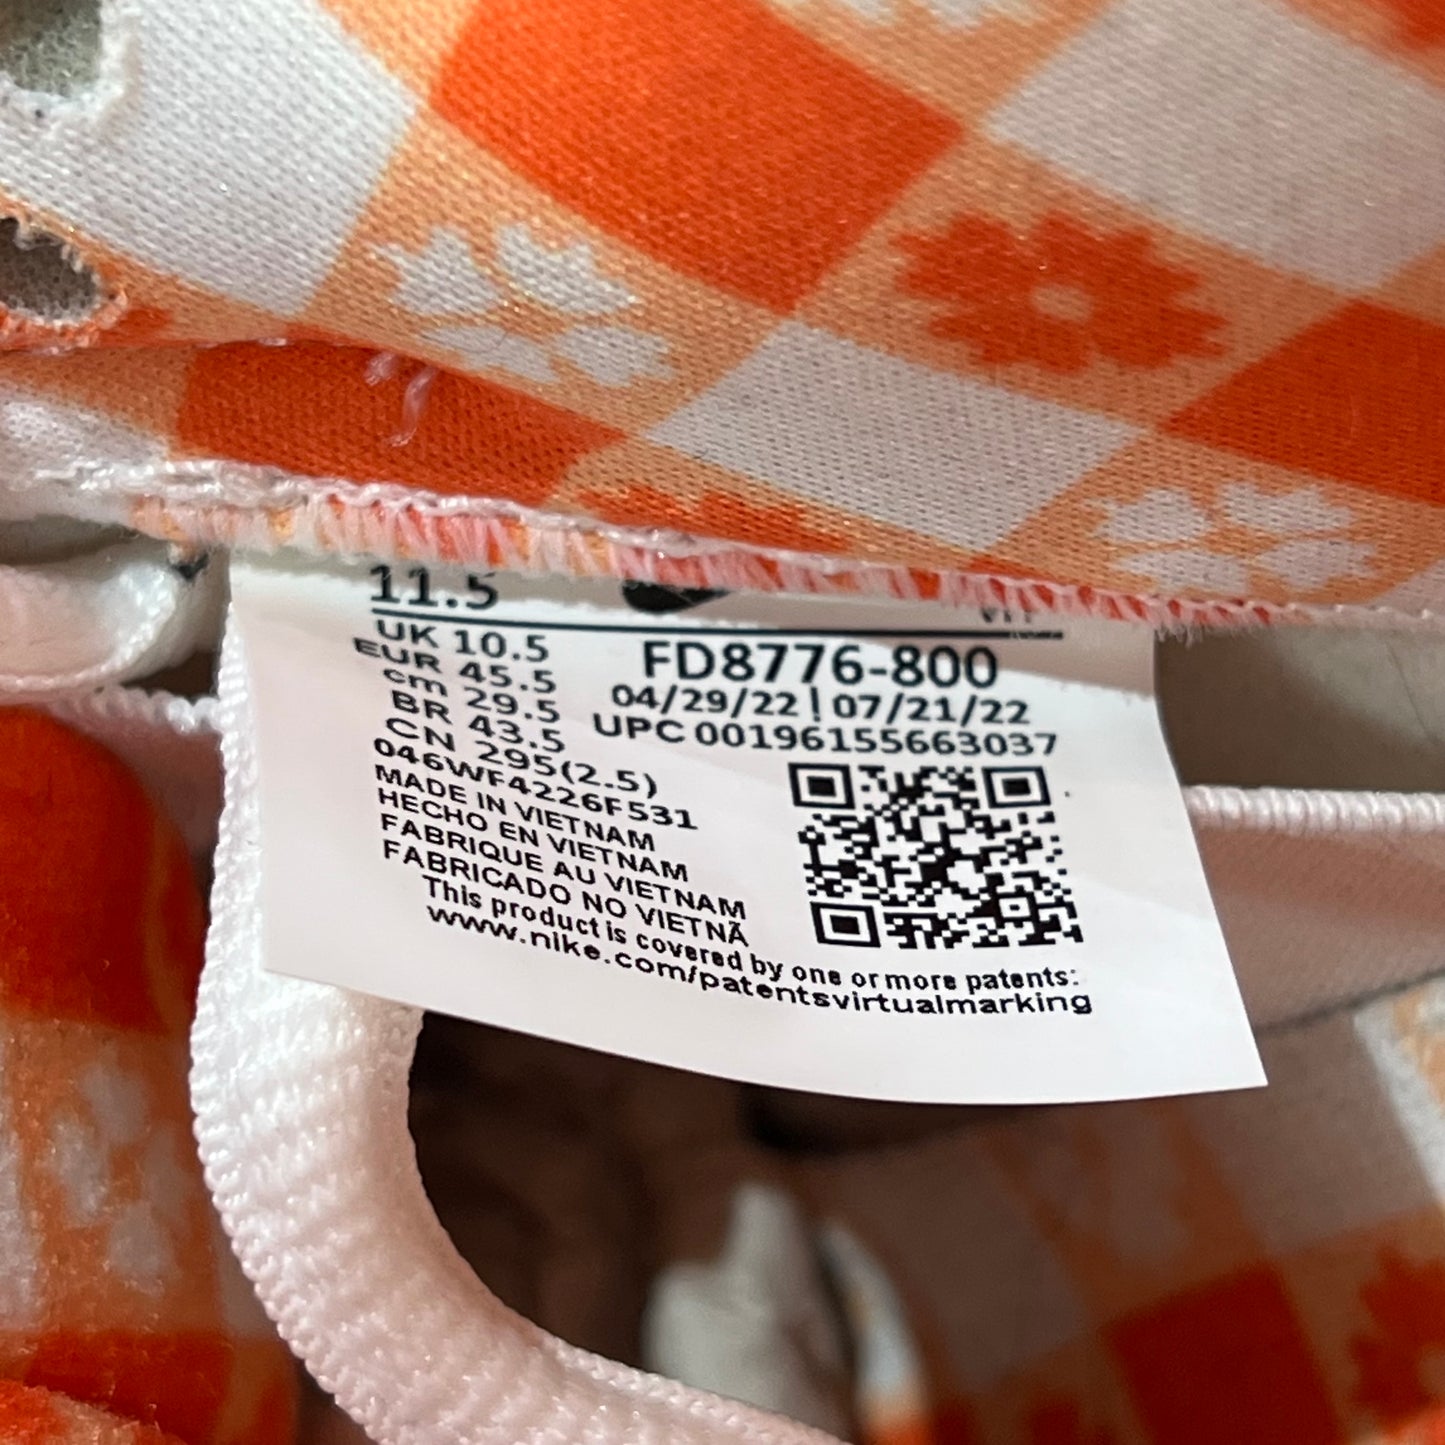 11.5
UK 10.5
EUR 45.5
cm 29.5
BR 43.5
CN 295(2.5)
046WF4226F531
MADE IN VIETNAM
HECHO EN VIETNAM
FABRIQUE AU VIETNAM
FABRICADO NO VIETNÃ
FD8776-800
04/29/22 | 07/21/22
UPC 00196155663037
This product is covered by one or more patents:
www.nike.com/patentsvirtualmarking